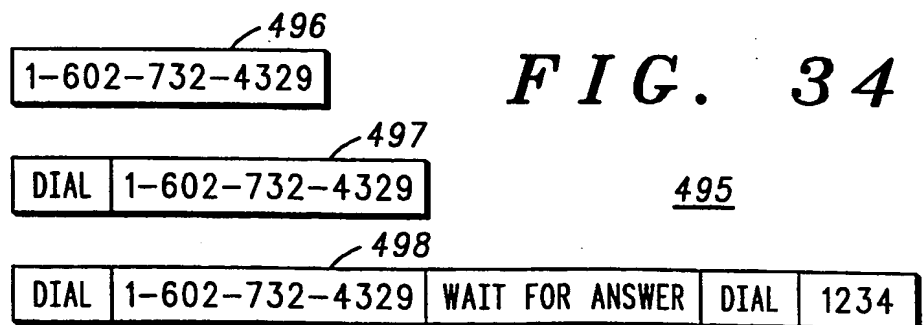 496
1-602-732-4329
FIG. 34
497
DIAL 1-602-732-4329
495
498
DIAL 1-602-732-4329 WAIT FOR ANSWER DIAL 1234